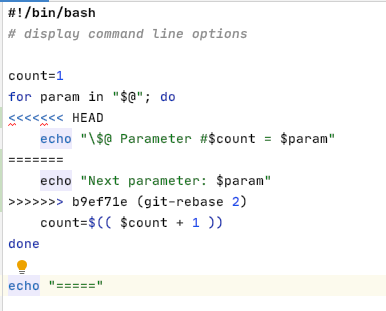 #!/bin/bash
# display command line options
count=1
for param in "$@"; do
<<<<<<< HEAD
    echo "\$@ Parameter #$count = $param"
=======
    echo "Next parameter: $param"
>>>>>>> b9ef71e (git-rebase 2)
    count=$(( $count + 1 ))
done
echo "====="